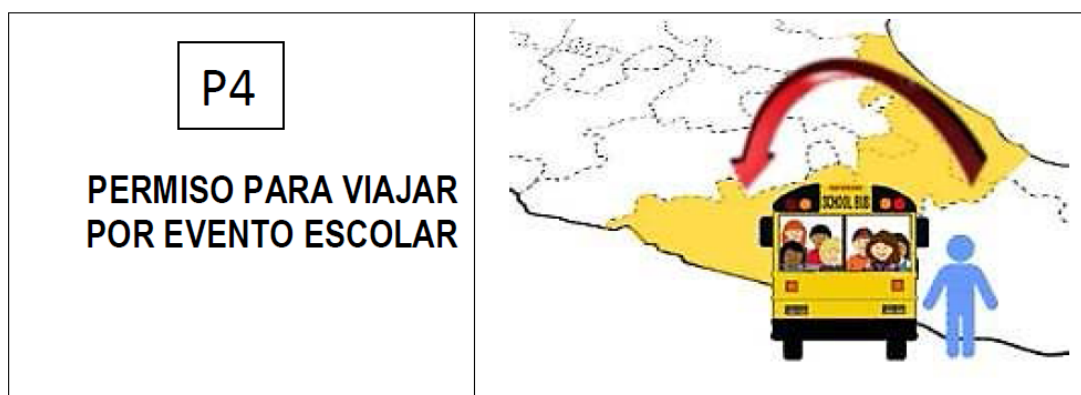 P4
PERMISO PARA VIAJAR
POR EVENTO ESCOLAR
SCHOOL BUS